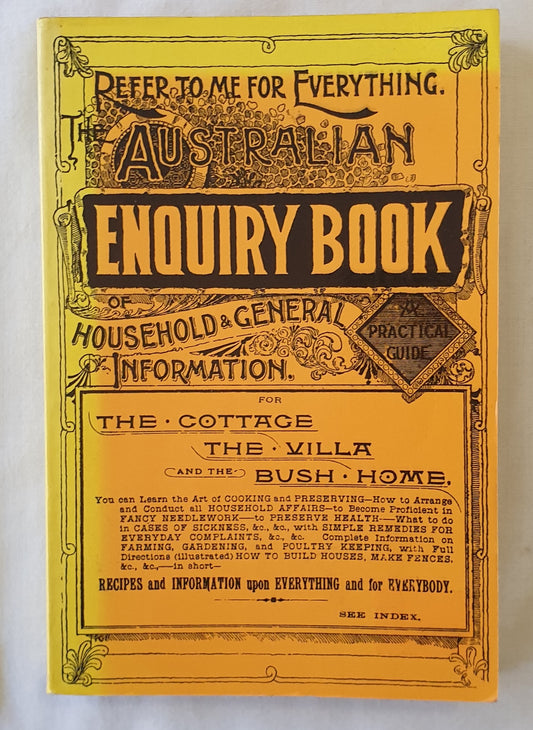 REFER TO ME FOR EVERYTHING.
THE AUSTRALIAN
ENQUIRY BOOK
OF
HOUSEHOLD & GENERAL
INFORMATION.
A
PRACTICAL
GUIDE
FOR
THE · COTTAGE
THE · VILLA
AND THE
BUSH · HOME.
You can Learn the Art of COOKING and PRESERVING—How to Arrange
and Conduct all HOUSEHOLD AFFAIRS—to Become Proficient in
FANCY NEEDLEWORK—to PRESERVE HEALTH—What to do
in CASES OF SICKNESS, &c., &c., with SIMPLE REMEDIES FOR
EVERYDAY COMPLAINTS, &c., &c. Complete Information on
FARMING, GARDENING, and POULTRY KEEPING, with Full
Directions (illustrated) HOW TO BUILD HOUSES, MAKE FENCES,
&c., &c.,—in short—
RECIPES and INFORMATION upon EVERYTHING and for EVERYBODY.
SEE INDEX.